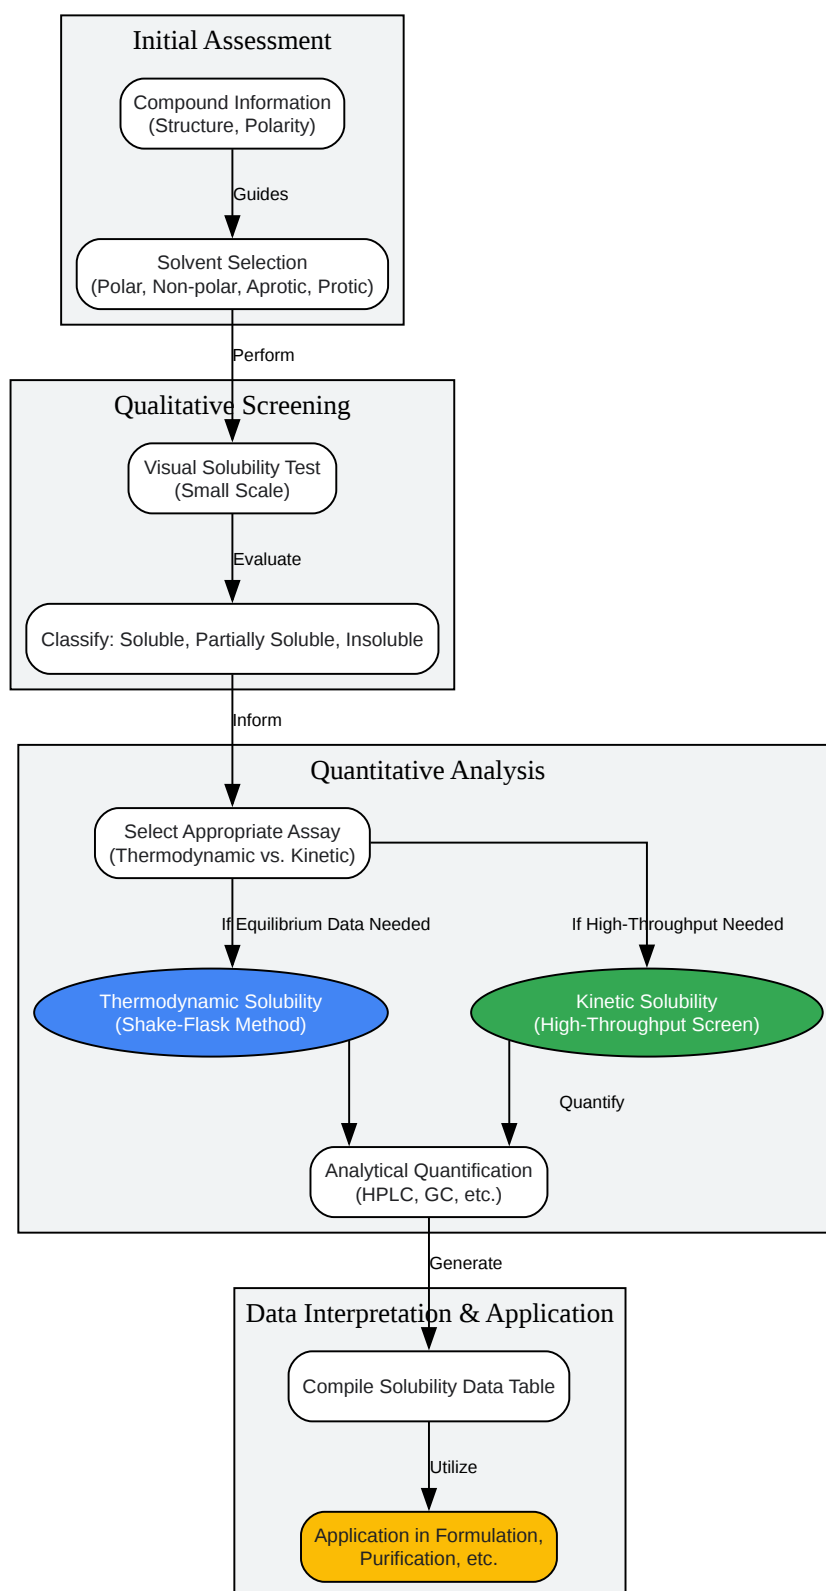 Initial Assessment
Compound Information
(Structure, Polarity)
Guides
Solvent Selection
(Polar, Non-polar, Aprotic, Protic)
Perform
Qualitative Screening
Visual Solubility Test
(Small Scale)
Evaluate
Classify: Soluble, Partially Soluble, Insoluble
Inform
Quantitative Analysis
Select Appropriate Assay
(Thermodynamic vs. Kinetic)
If Equilibrium Data Needed
If High-Throughput Needed
Thermodynamic Solubility
(Shake-Flask Method)
Kinetic Solubility
(High-Throughput Screen)
Quantify
Analytical Quantification
(HPLC, GC, etc.)
Generate
Data Interpretation & Application
Compile Solubility Data Table
Utilize
Application in Formulation,
Purification, etc.